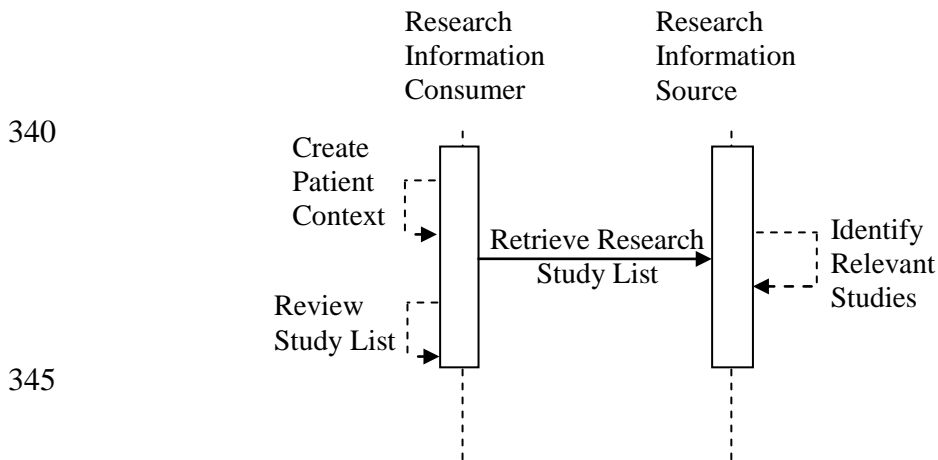 Research
Information
Consumer
Research
Information
Source
340
Create
Patient
Context
Retrieve Research
Study List
Identify
Relevant
Studies
Review
Study List
345